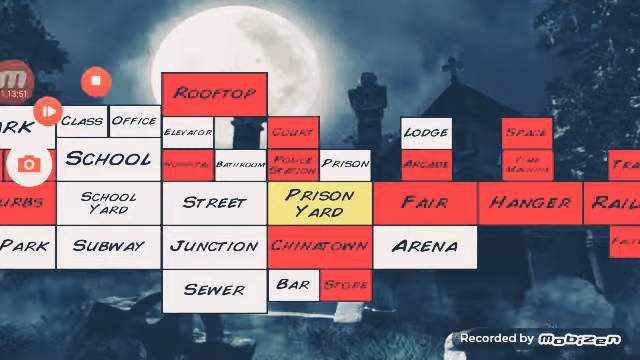 m
1.13:51
ROOFTOP
ARK
CLASS
OFFICE
ELEVATOR
COURT
LODGE
SPACE
SCHOOL
HOSPITAL
BATHROOM
POLICE
STATION
PRISON
ARCADE
TIME
MACHINE
TRA
URBS
SCHOOL
YARD
STREET
PRISON
YARD
FAIR
HANGER
RAIL
PARK
SUBWAY
JUNCTION
CHINATOWN
ARENA
SEWER
BAR
STORE
Recorded by mobizen